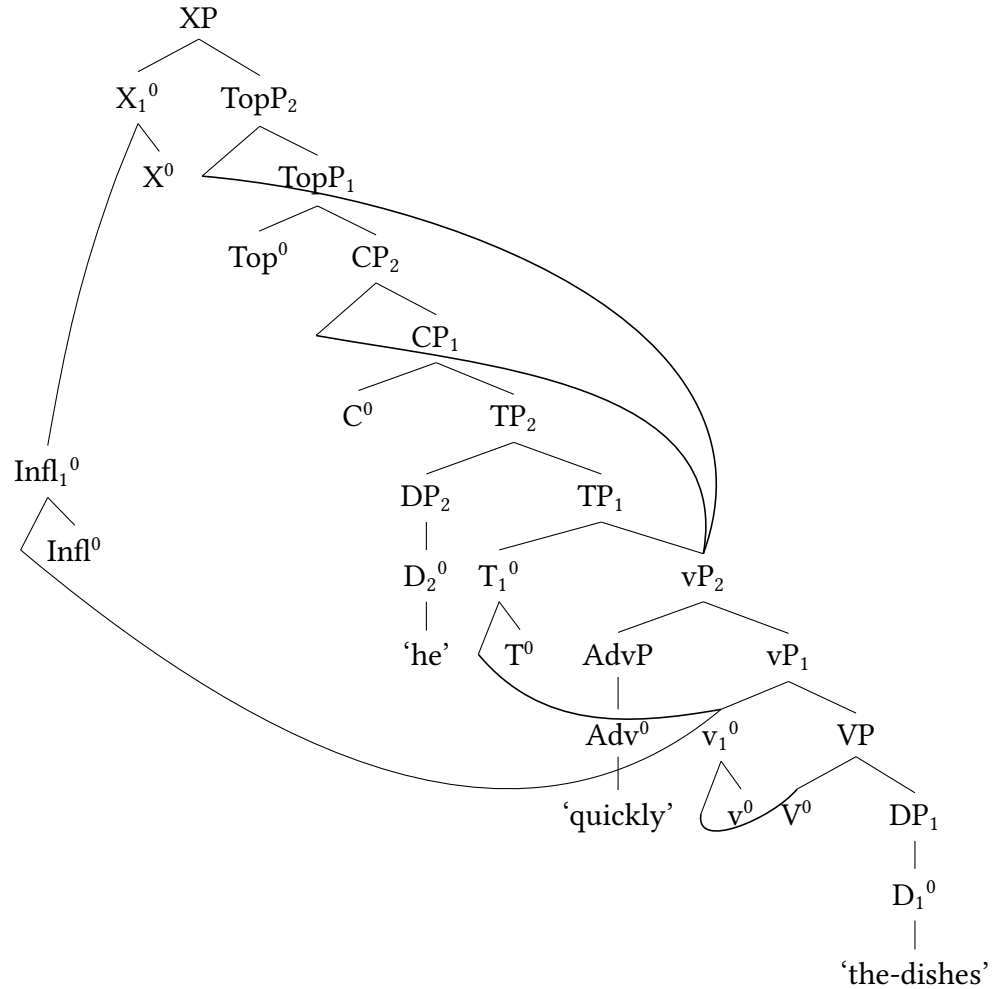 XP
X₁⁰ TopP₂
X⁰ TopP₁
Top⁰ CP₂
CP₁
C⁰ TP₂
Infl₁⁰ DP₂ TP₁
Infl⁰ D₂⁰ T₁⁰ vP₂
‘he’ T⁰ AdvP vP₁
Adv⁰ v₁⁰ VP
‘quickly’ v⁰ V⁰ DP₁
D₁⁰
‘the-dishes’